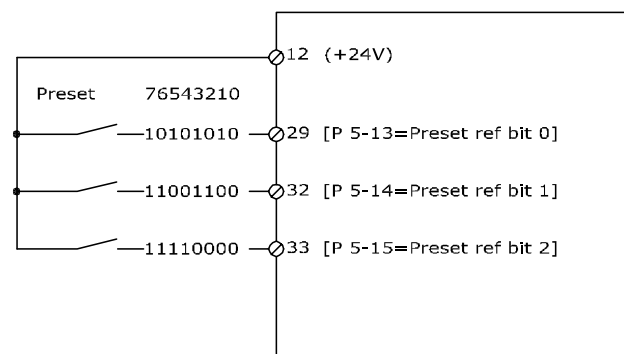 12 (+24V)
Preset 76543210
10101010 29 [P 5-13=Preset ref bit 0]
11001100 32 [P 5-14=Preset ref bit 1]
11110000 33 [P 5-15=Preset ref bit 2]